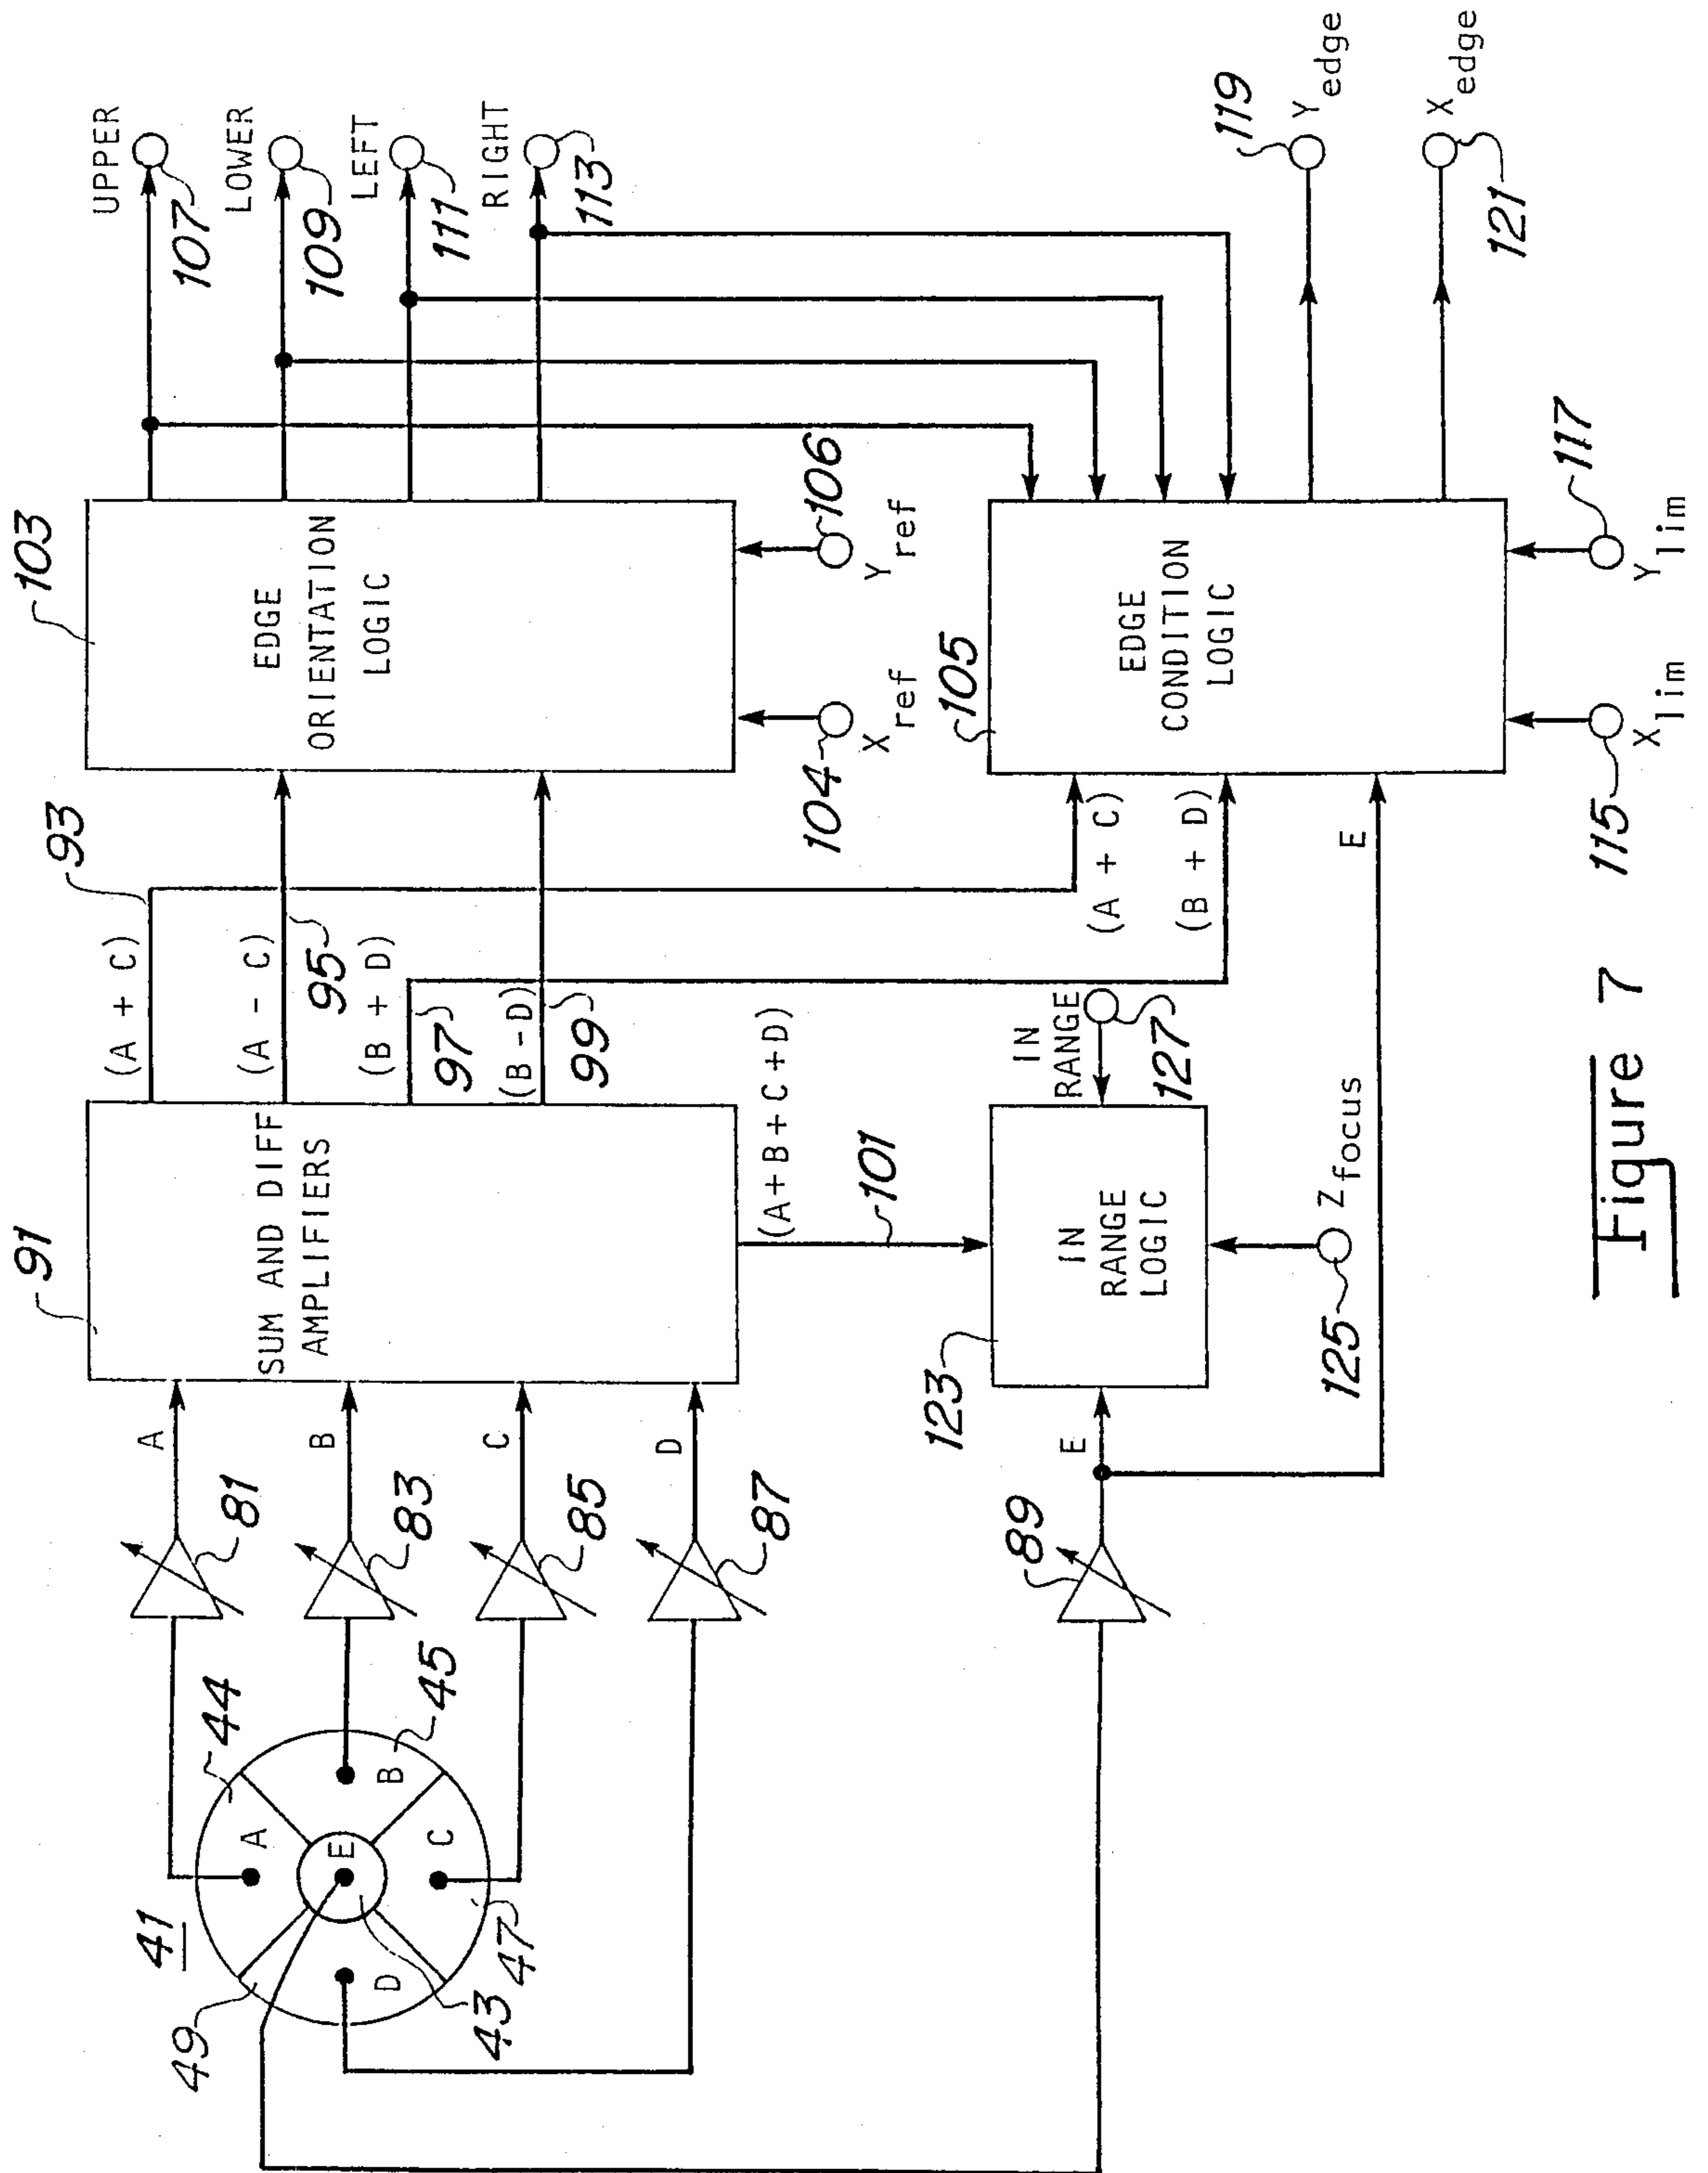 41
49
44
A
E
B
45
D
C
43
47
81
83
85
87
89
A
B
C
D
E
91
SUM AND DIFF
AMPLIFIERS
(A + C)
93
(A - C)
95
(B + D)
97
(B - D)
99
(A+B+C+D)
101
103
EDGE
ORIENTATION
LOGIC
104
X ref
106
Y ref
UPPER
107
LOWER
109
LEFT
111
RIGHT
113
123
IN
RANGE
LOGIC
IN
RANGE
127
125
Z focus
105
(A + C)
(B + D)
E
EDGE
CONDITION
LOGIC
115
X lim
117
Y lim
119
Y edge
121
X edge
Figure 7